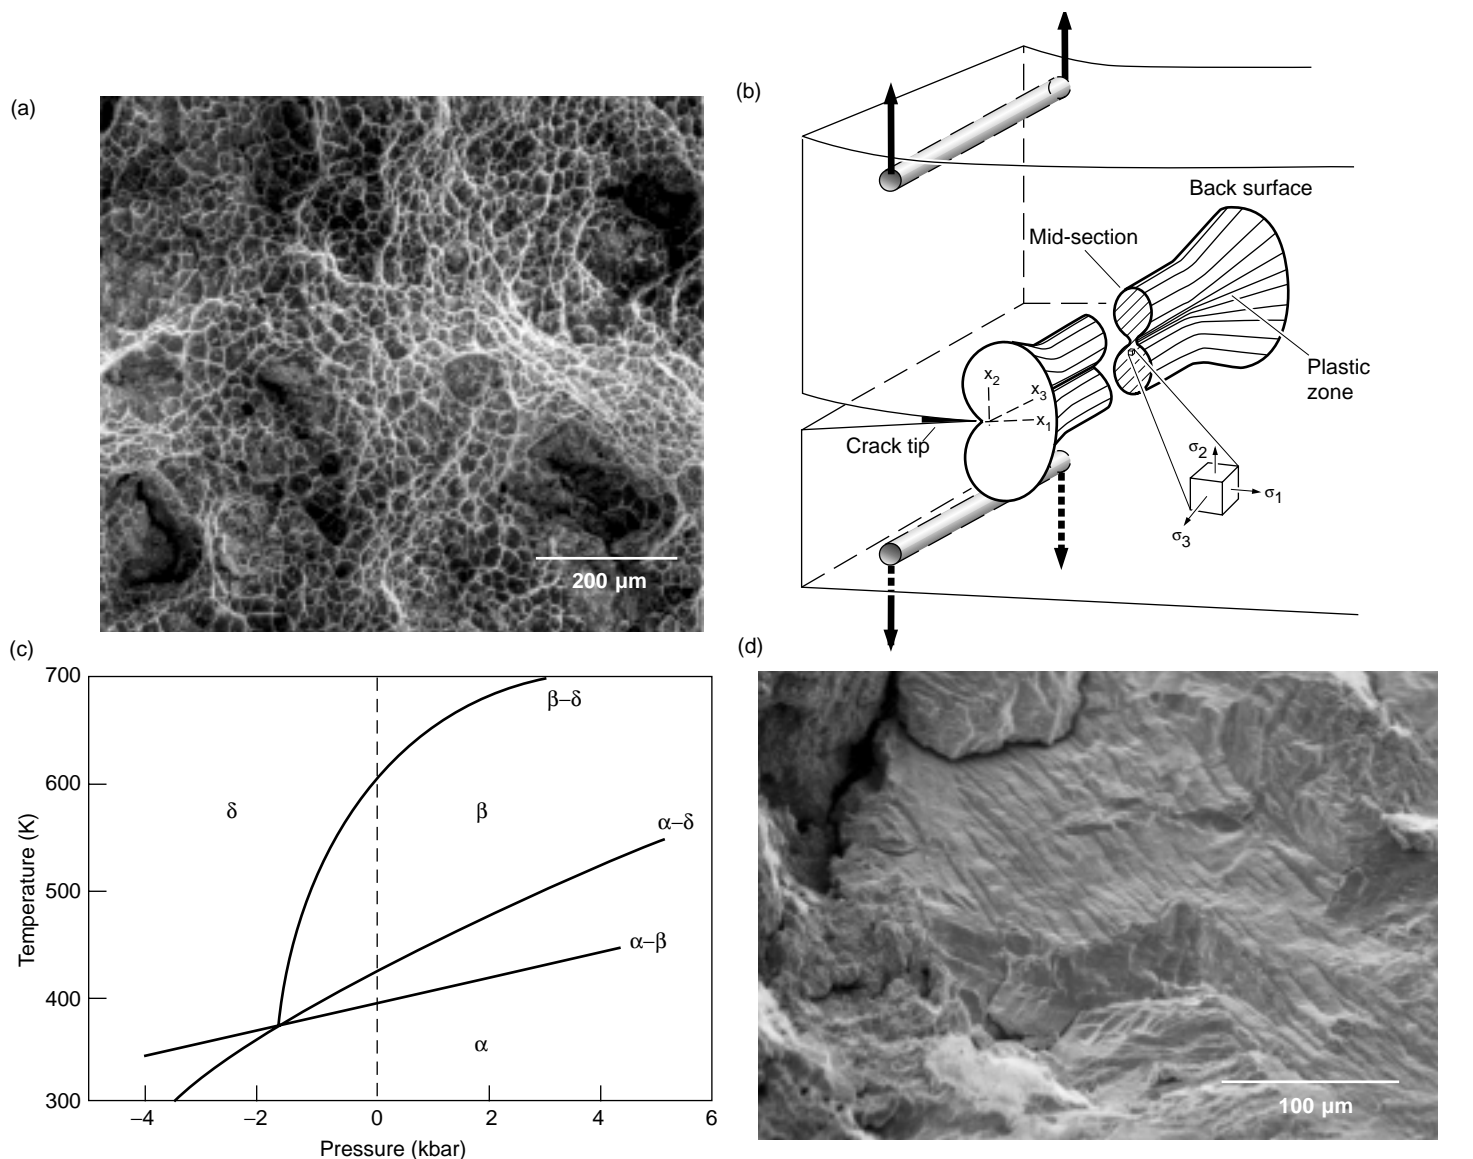 (a)
200 µm
(b)
Back surface
Mid-section
Plastic
zone
x2
x3
x1
Crack tip
σ2
σ1
σ3
(c)
700
600
500
400
300
Temperature (K)
β–δ
δ
β
α–δ
α–β
α
–4
–2
0
2
4
6
Pressure (kbar)
(d)
100 µm